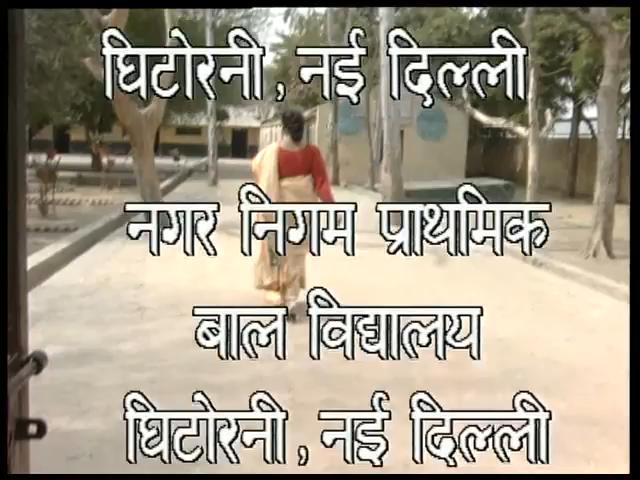 घिटोरनी, नई दिल्ली
नगर निगम प्राथमिक
बाल विद्यालय
घिटोरनी, नई दिल्ली